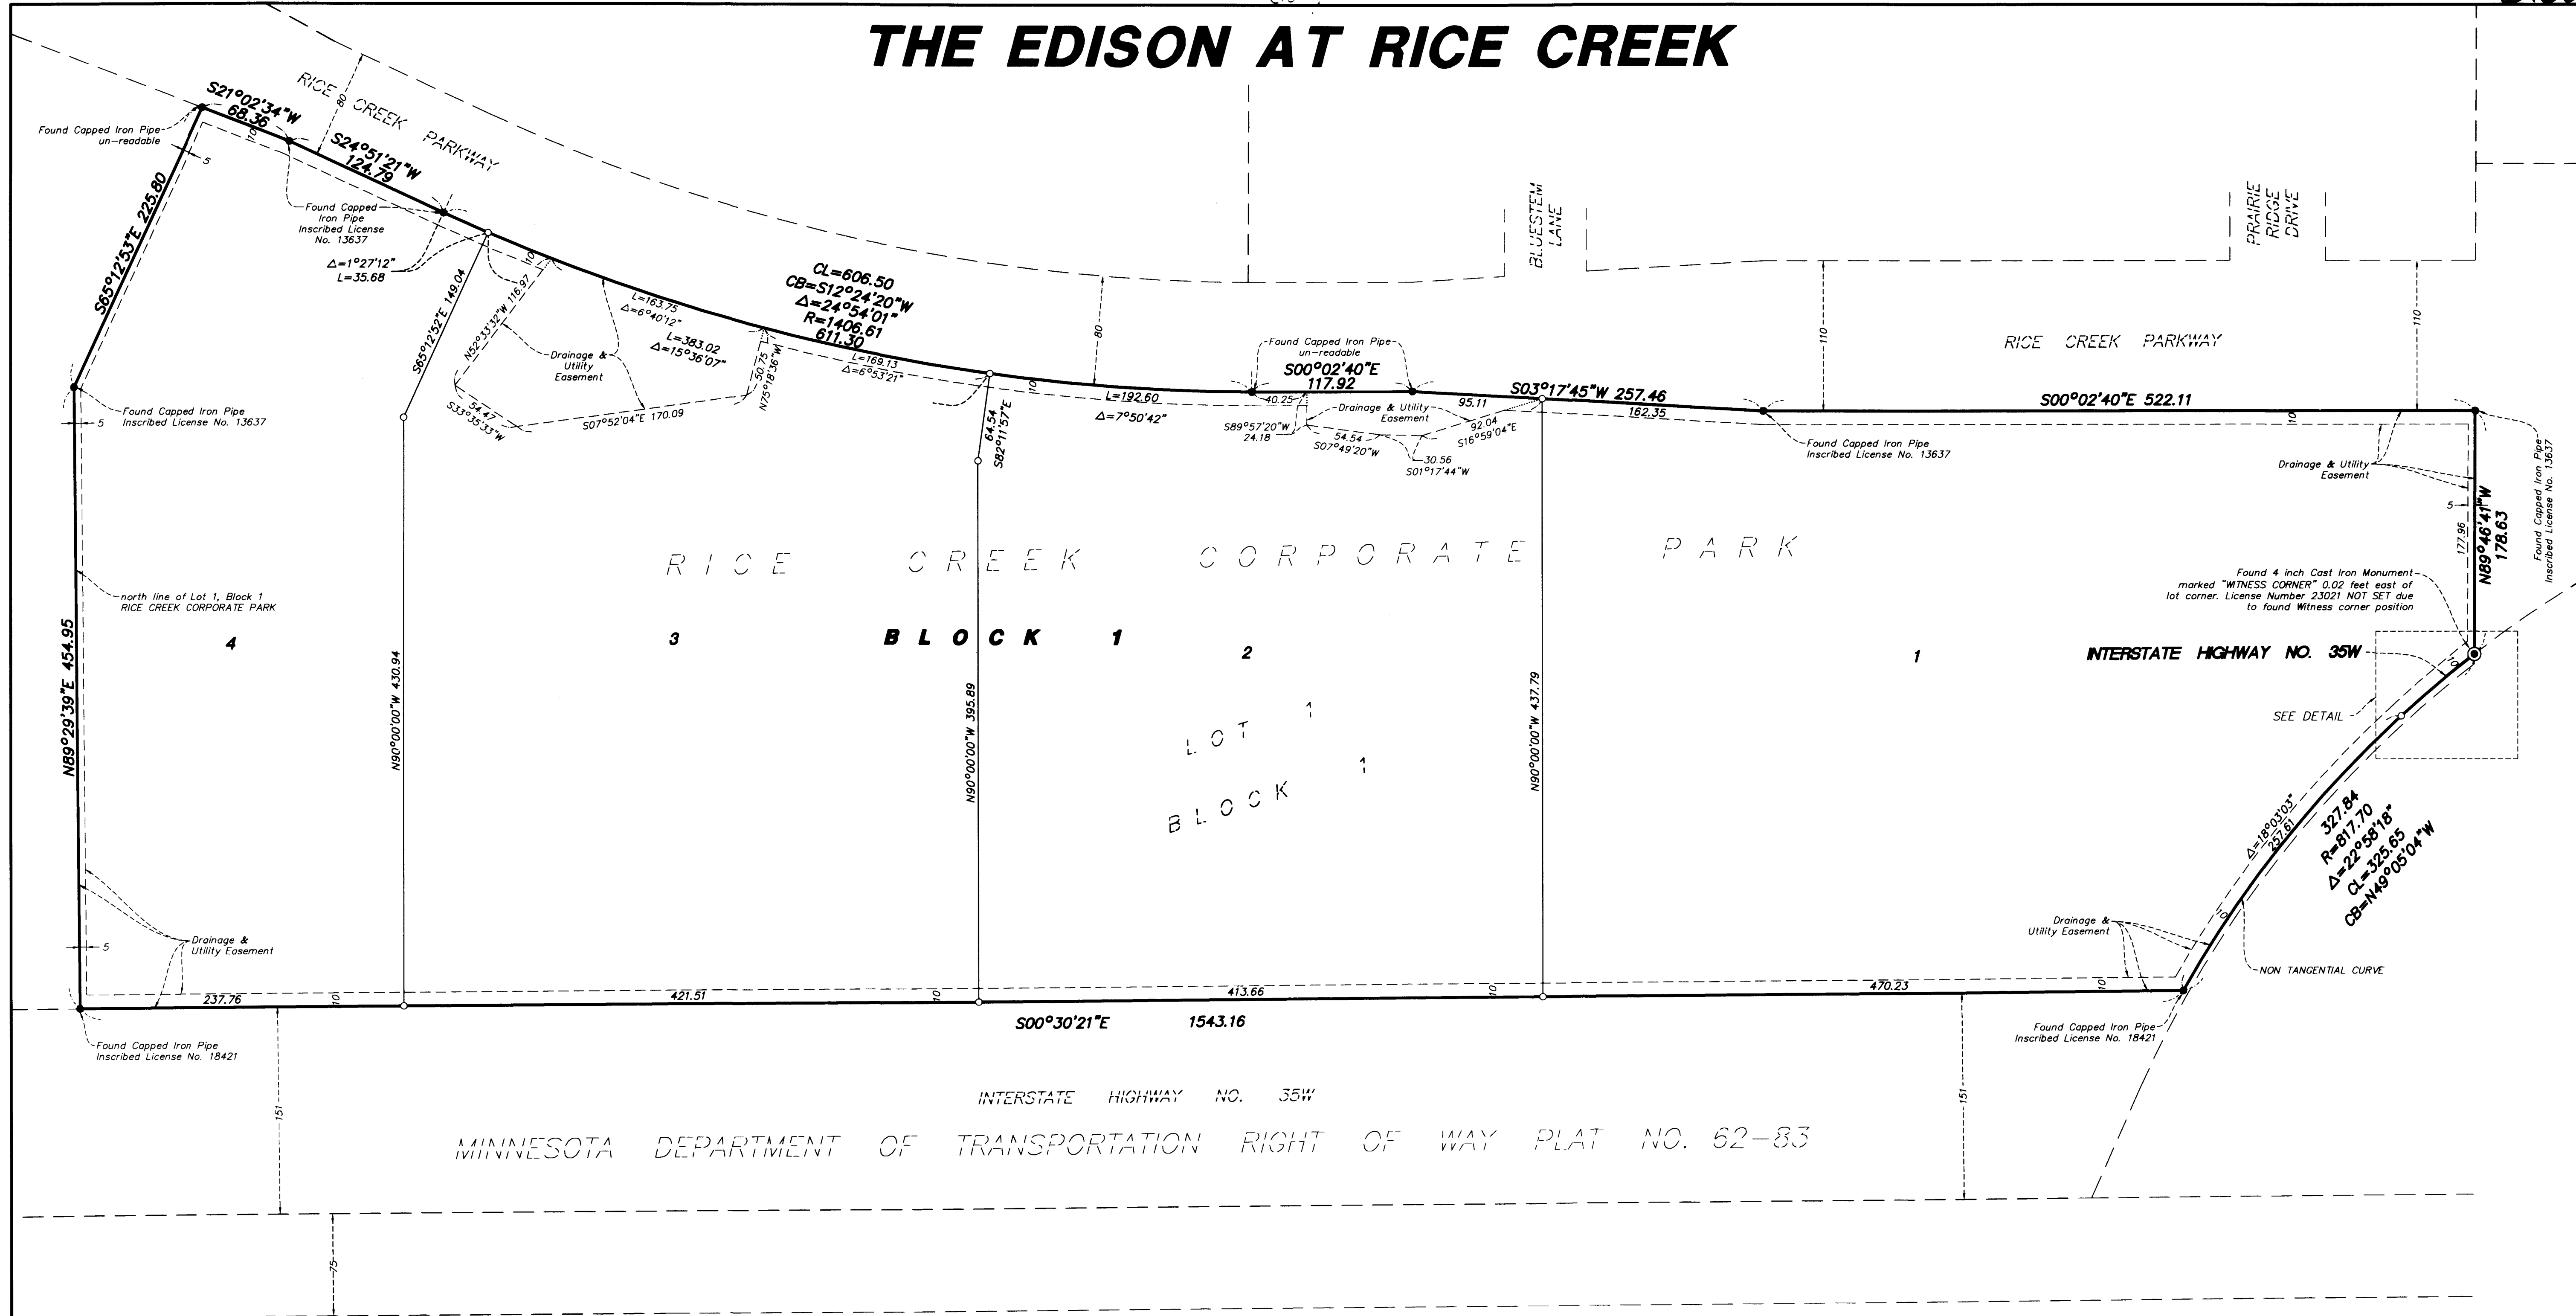 THE EDISON AT RICE CREEK
S21°02'34"W
68.36
RICE CREEK PARKWAY
80
Found Capped Iron Pipe
un-readable
10
5
S24°51'21"W
124.79
S65°12'53"E 225.80
Found Capped
Iron Pipe
Inscribed License
No. 13637
Δ=1°27'12"
L=35.68
10
S65°12'52"E 149.04
N52°33'32"W 116.97
L=163.75
Δ=6°40'12"
L=383.02
Δ=15°36'07"
CL=606.50
CB=S12°24'20"W
Δ=24°54'01"
R=1406.61
611.30
Drainage &
Utility
Easement
50.75
N75°18'36"W
L=169.13
Δ=6°53'21"
54.47
S33°35'33"W
S07°52'04"E 170.09
10
80
64.54
S82°11'57"E
L=192.60
Δ=7°50'42"
Found Capped Iron Pipe
un-readable
S00°02'40"E
117.92
40.25
Drainage & Utility
Easement
95.11
S89°57'20"W
24.18
54.54
S07°49'20"W
30.56
S01°17'44"W
92.04
S16°59'04"E
S03°17'45"W 257.46
162.35
BLUESTEM
LANE
PRAIRIE
RIDGE
DRIVE
110
110
RICE CREEK PARKWAY
S00°02'40"E 522.11
10
Found Capped Iron Pipe
Inscribed License No. 13637
Found Capped Iron Pipe
Inscribed License No. 13637
5
Drainage & Utility
Easement
5
177.96
N89°46'41"W
178.63
Found Capped Iron Pipe
Inscribed License No. 13637
RICE CREEK CORPORATE PARK
north line of Lot 1, Block 1
RICE CREEK CORPORATE PARK
Found 4 inch Cast Iron Monument
marked "WITNESS CORNER" 0.02 feet east of
lot corner. License Number 23021 NOT SET due
to found Witness corner position
N89°29'39"E 454.95
4
3
BLOCK 1
2
1
INTERSTATE HIGHWAY NO. 35W
10
SEE DETAIL
N90°00'00"W 430.94
N90°00'00"W 395.89
N90°00'00"W 437.79
LOT 1
BLOCK 1
Δ=18°03'03"
257.61
327.84
R=817.70
Δ=22°58'18"
CL=325.65
CB=N49°05'04"W
10
Drainage &
Utility Easement
5
Drainage &
Utility Easement
NON TANGENTIAL CURVE
237.76
10
421.51
10
413.66
10
470.23
10
S00°30'21"E 1543.16
Found Capped Iron Pipe
Inscribed License No. 18421
Found Capped Iron Pipe
Inscribed License No. 18421
151
INTERSTATE HIGHWAY NO. 35W
151
MINNESOTA DEPARTMENT OF TRANSPORTATION RIGHT OF WAY PLAT NO. 62-83
75